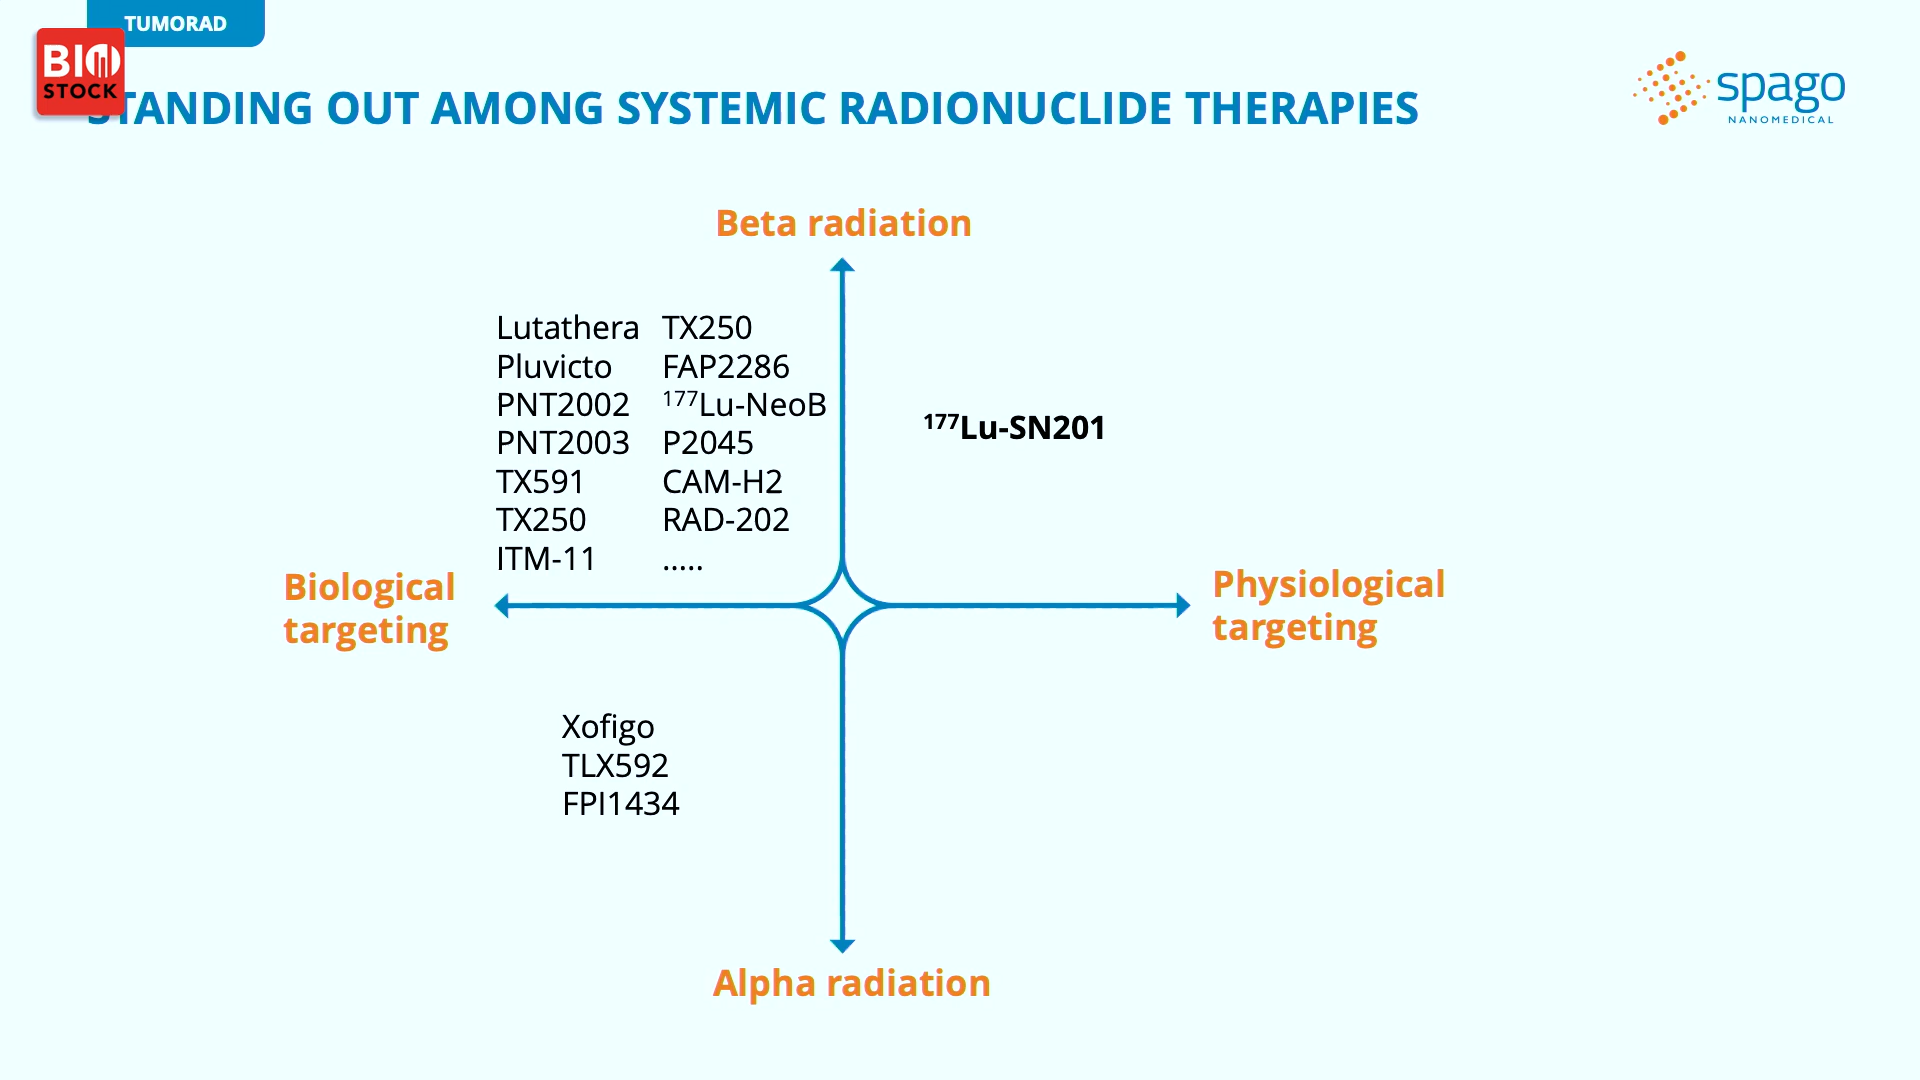 TUMORAD
BIO
STOCK
STANDING OUT AMONG SYSTEMIC RADIONUCLIDE THERAPIES
spago
NANOMEDICAL
Beta radiation
Lutathera TX250
Pluvicto FAP2286
PNT2002 ¹⁷⁷Lu-NeoB
PNT2003 P2045
TX591 CAM-H2
TX250 RAD-202
ITM-11 .....
¹⁷⁷Lu-SN201
Biological
targeting
Physiological
targeting
Xofigo
TLX592
FPI1434
Alpha radiation